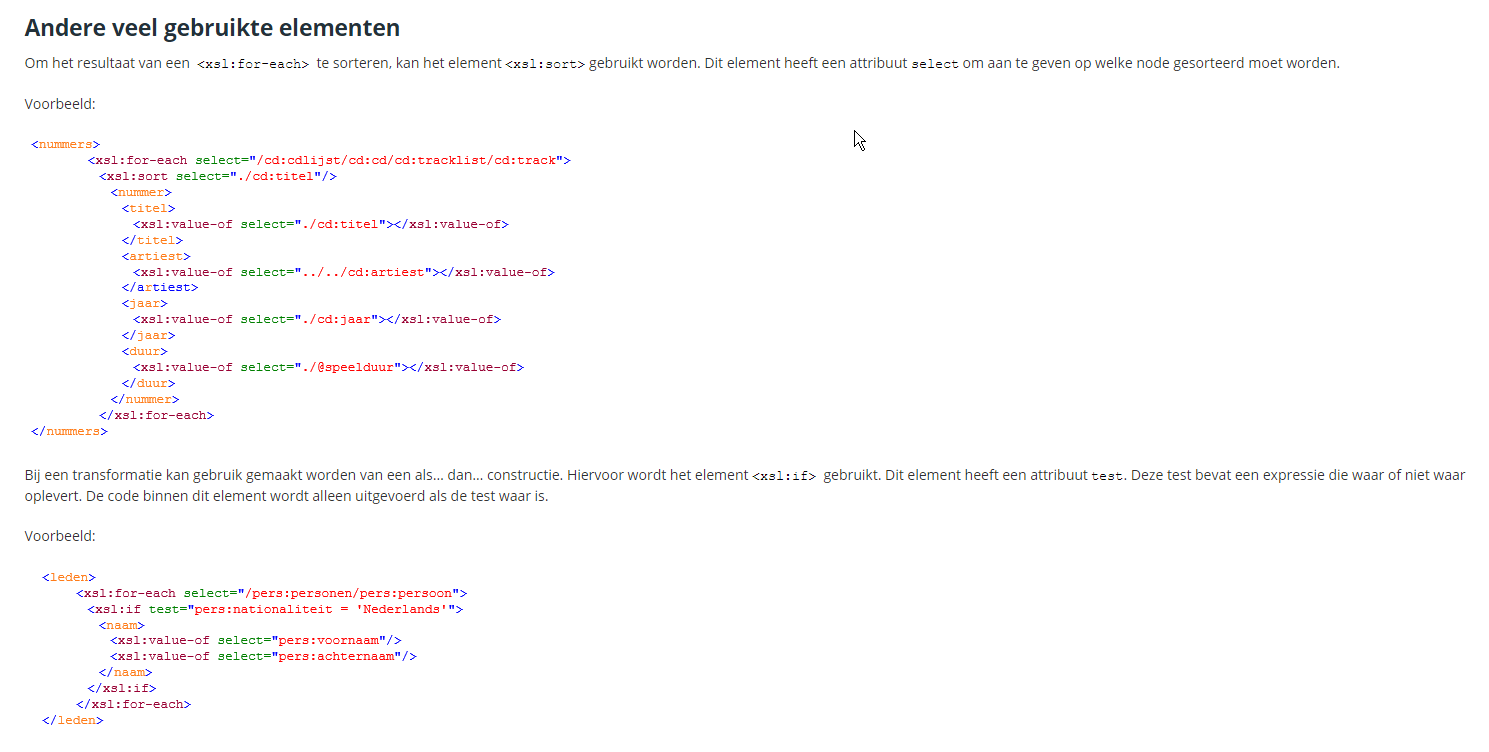 Andere veel gebruikte elementen
Om het resultaat van een <xsl:for-each> te sorteren, kan het element <xsl:sort> gebruikt worden. Dit element heeft een attribuut select om aan te geven op welke node gesorteerd moet worden.
Voorbeeld:
<nummers>
<xsl:for-each select="/cd:cdlijst/cd:cd/cd:tracklist/cd:track">
<xsl:sort select="./cd:titel"/>
<nummer>
<titel>
<xsl:value-of select="./cd:titel"></xsl:value-of>
</titel>
<artiest>
<xsl:value-of select="../../cd:artiest"></xsl:value-of>
</artiest>
<jaar>
<xsl:value-of select="./cd:jaar"></xsl:value-of>
</jaar>
<duur>
<xsl:value-of select="./@speelduur"></xsl:value-of>
</duur>
</nummer>
</xsl:for-each>
</nummers>
Bij een transformatie kan gebruik gemaakt worden van een als... dan... constructie. Hiervoor wordt het element <xsl:if> gebruikt. Dit element heeft een attribuut test. Deze test bevat een expressie die waar of niet waar
oplevert. De code binnen dit element wordt alleen uitgevoerd als de test waar is.
Voorbeeld:
<leden>
<xsl:for-each select="/pers:personen/pers:persoon">
<xsl:if test="pers:nationaliteit = 'Nederlands'">
<naam>
<xsl:value-of select="pers:voornaam"/>
<xsl:value-of select="pers:achternaam"/>
</naam>
</xsl:if>
</xsl:for-each>
</leden>